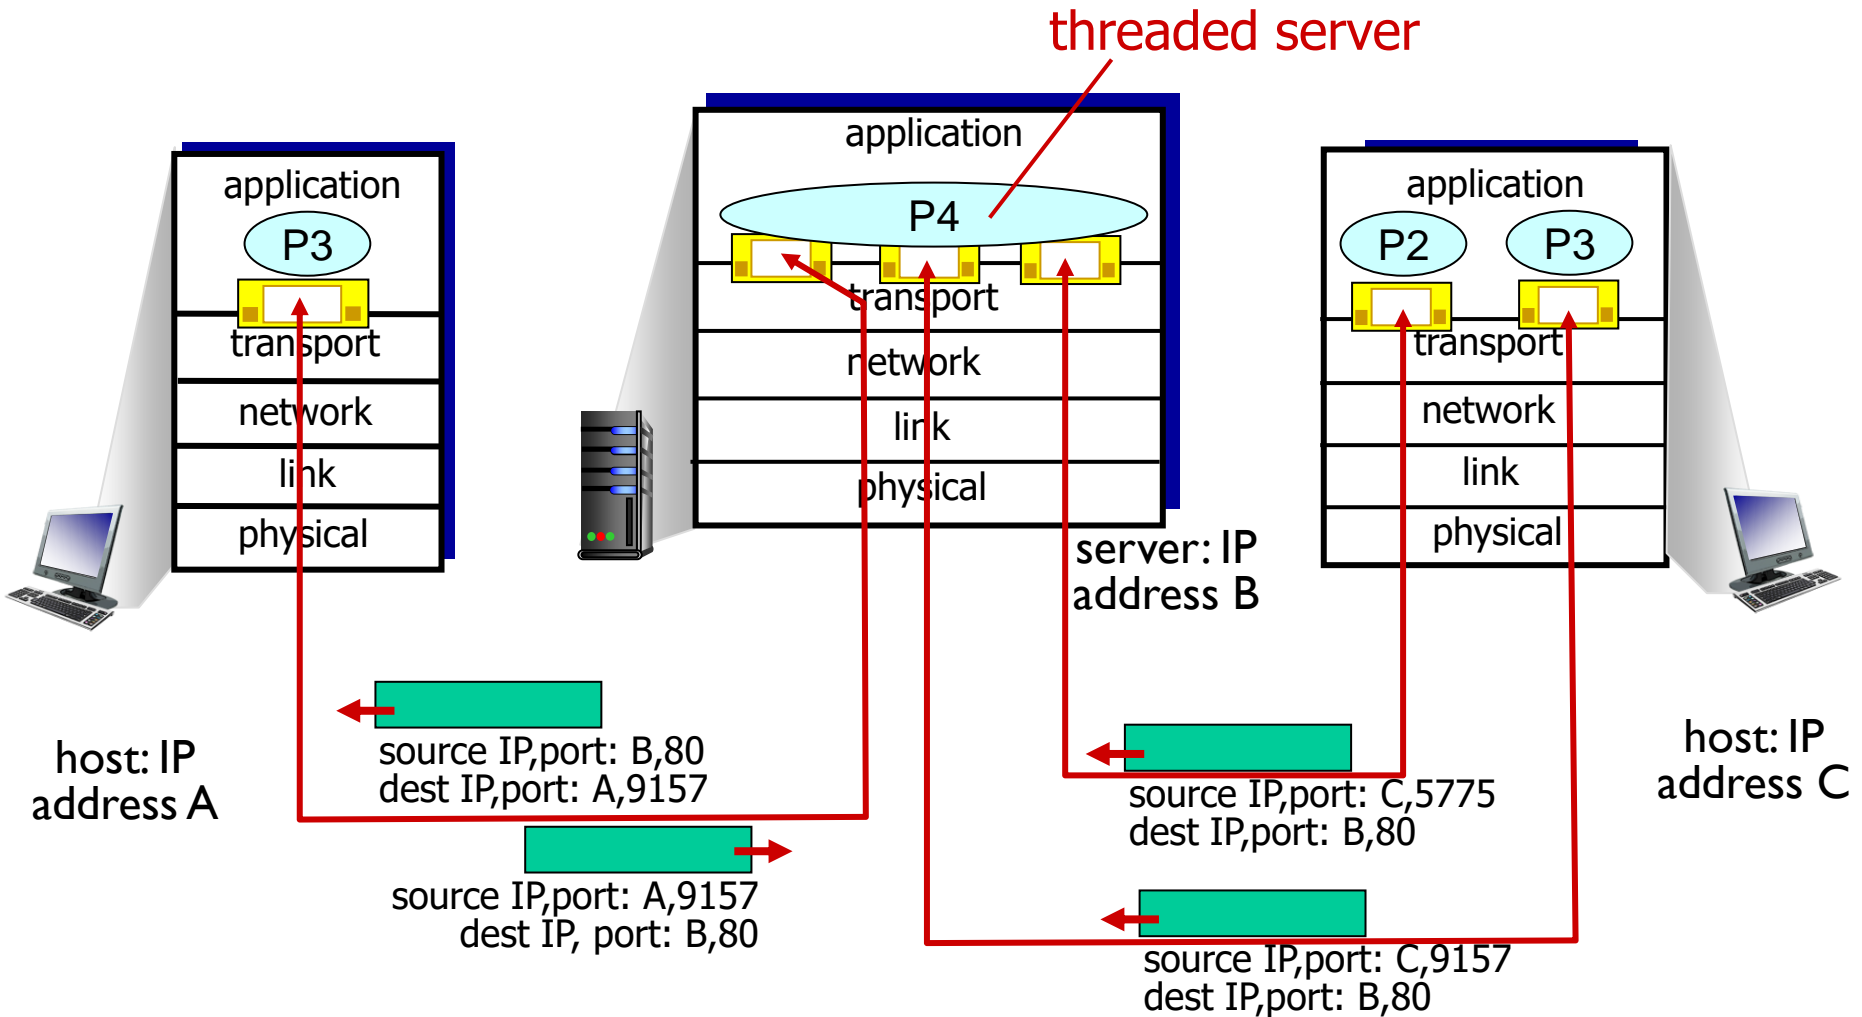 threaded server
application
P3
transport
network
link
physical
application
P4
transport
network
link
physical
application
P2
P3
transport
network
link
physical
server: IP
address B
host: IP
address A
host: IP
address C
source IP,port: B,80
dest IP,port: A,9157
source IP,port: A,9157
dest IP, port: B,80
source IP,port: C,5775
dest IP,port: B,80
source IP,port: C,9157
dest IP,port: B,80